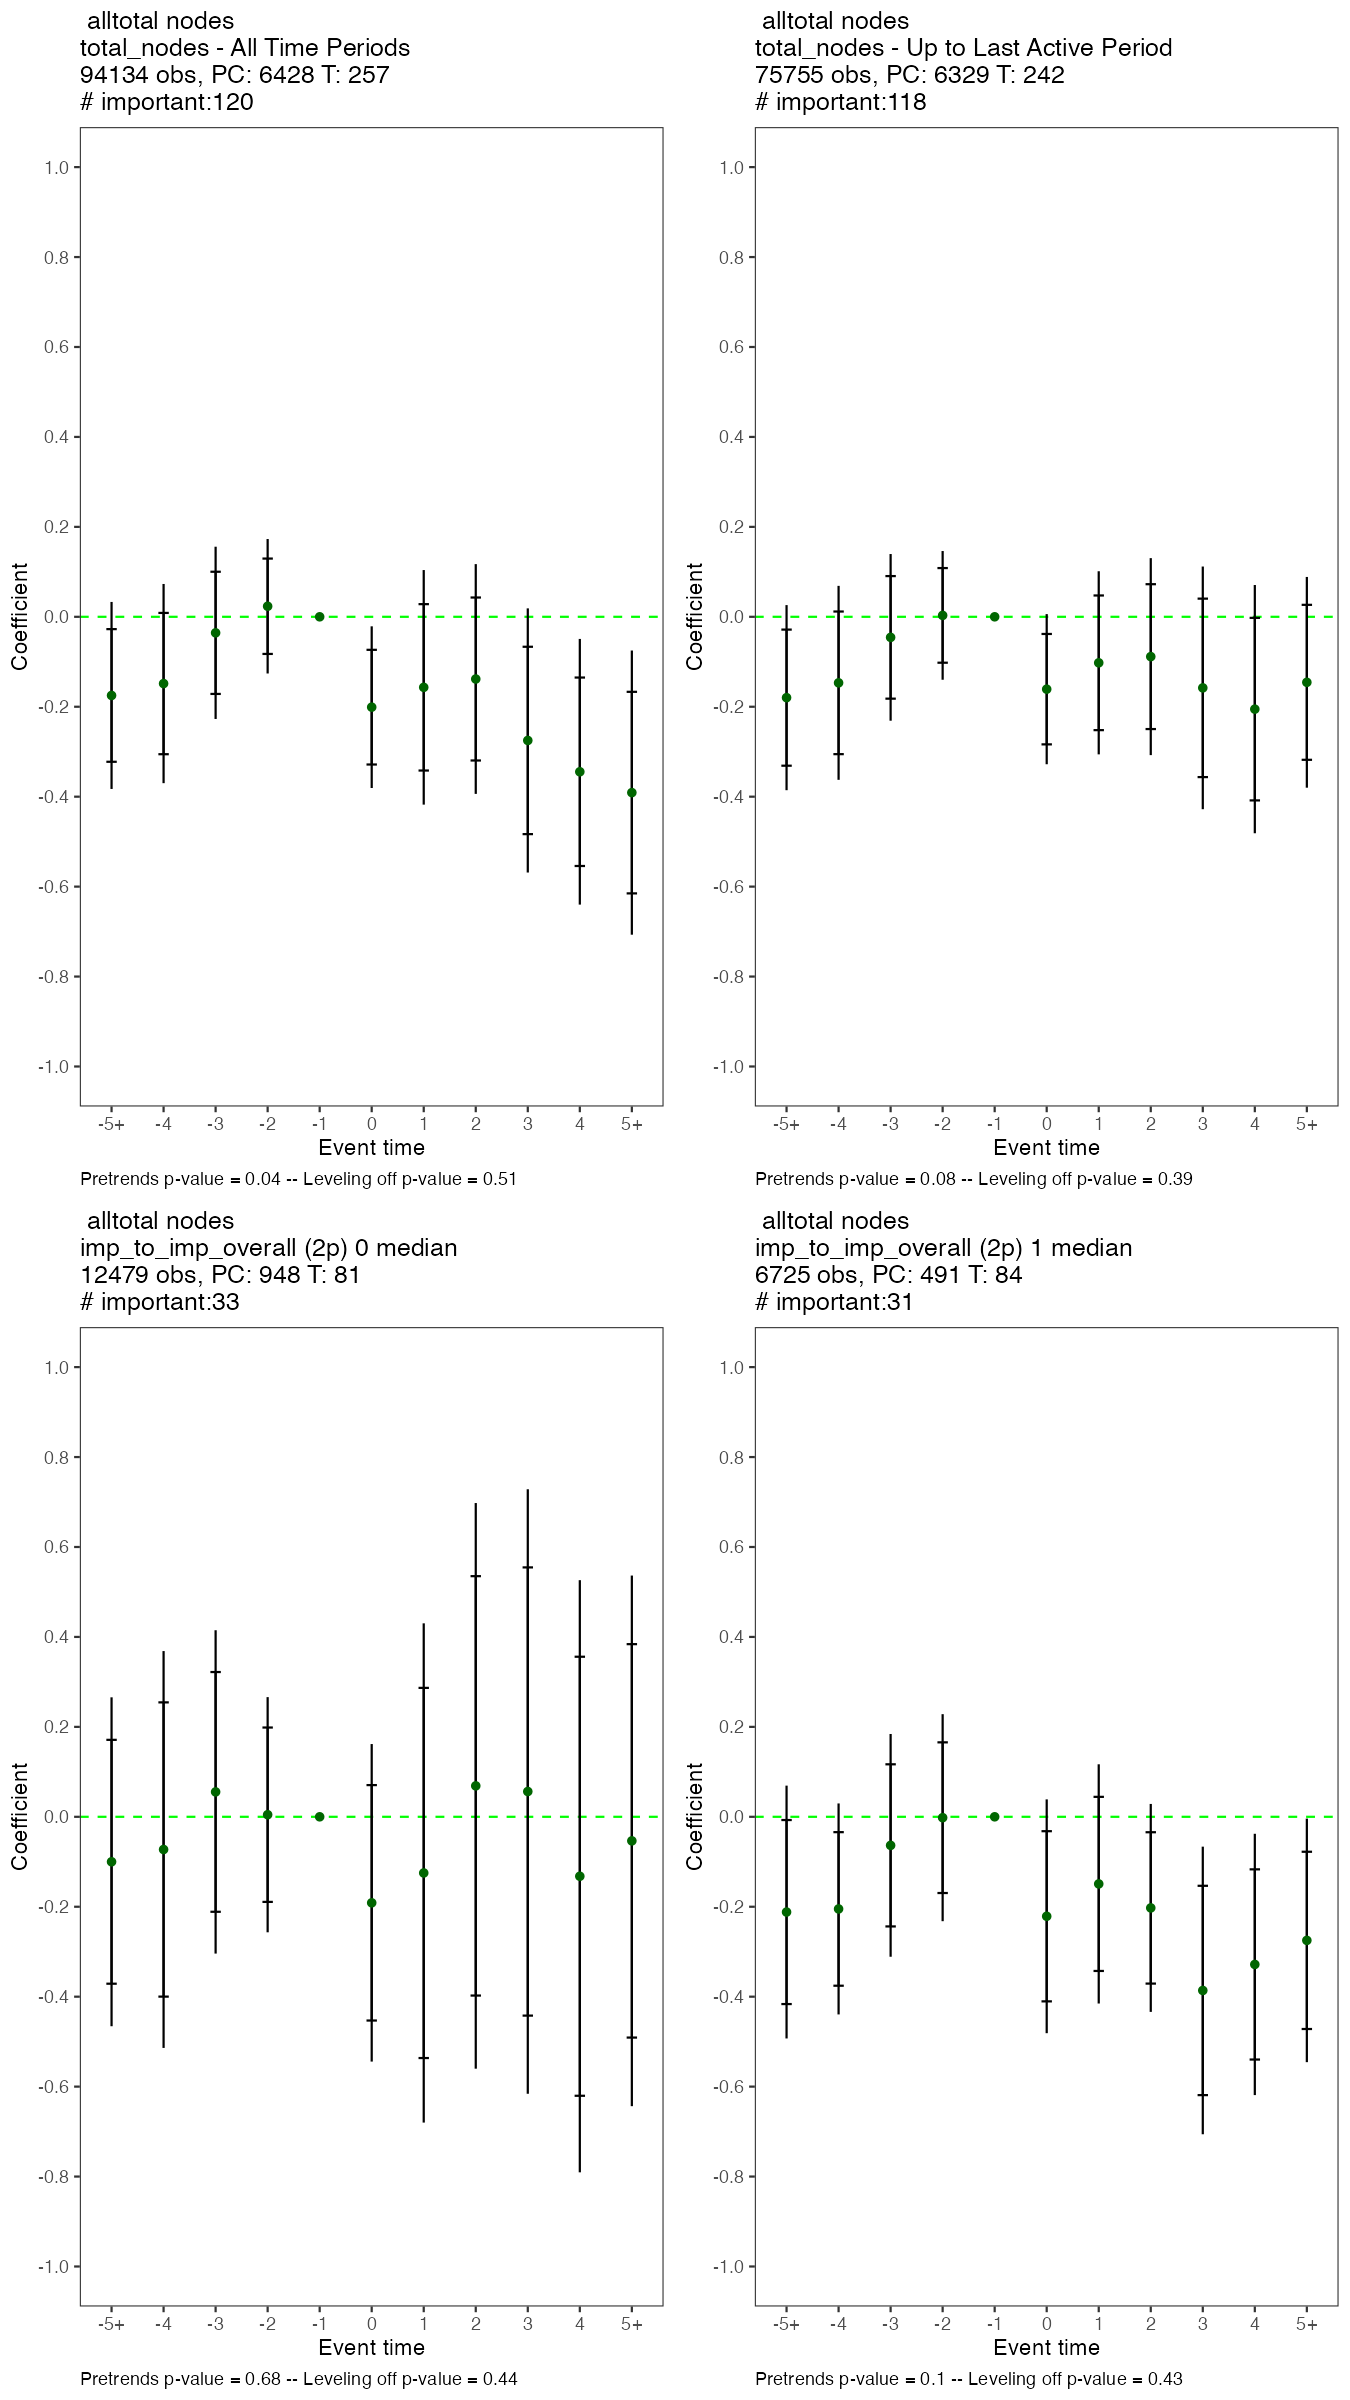 alltotal nodes
total_nodes - All Time Periods
94134 obs, PC: 6428 T: 257
# important:120
1.0
0.8
0.6
0.4
0.2
0.0
-0.2
-0.4
-0.6
-0.8
-1.0
Coefficient
-5+ -4 -3 -2 -1 0 1 2 3 4 5+
Event time
Pretrends p-value = 0.04 -- Leveling off p-value = 0.51
alltotal nodes
total_nodes - Up to Last Active Period
75755 obs, PC: 6329 T: 242
# important:118
1.0
0.8
0.6
0.4
0.2
0.0
-0.2
-0.4
-0.6
-0.8
-1.0
Coefficient
-5+ -4 -3 -2 -1 0 1 2 3 4 5+
Event time
Pretrends p-value = 0.08 -- Leveling off p-value = 0.39
alltotal nodes
imp_to_imp_overall (2p) 0 median
12479 obs, PC: 948 T: 81
# important:33
1.0
0.8
0.6
0.4
0.2
0.0
-0.2
-0.4
-0.6
-0.8
-1.0
Coefficient
-5+ -4 -3 -2 -1 0 1 2 3 4 5+
Event time
Pretrends p-value = 0.68 -- Leveling off p-value = 0.44
alltotal nodes
imp_to_imp_overall (2p) 1 median
6725 obs, PC: 491 T: 84
# important:31
1.0
0.8
0.6
0.4
0.2
0.0
-0.2
-0.4
-0.6
-0.8
-1.0
Coefficient
-5+ -4 -3 -2 -1 0 1 2 3 4 5+
Event time
Pretrends p-value = 0.1 -- Leveling off p-value = 0.43